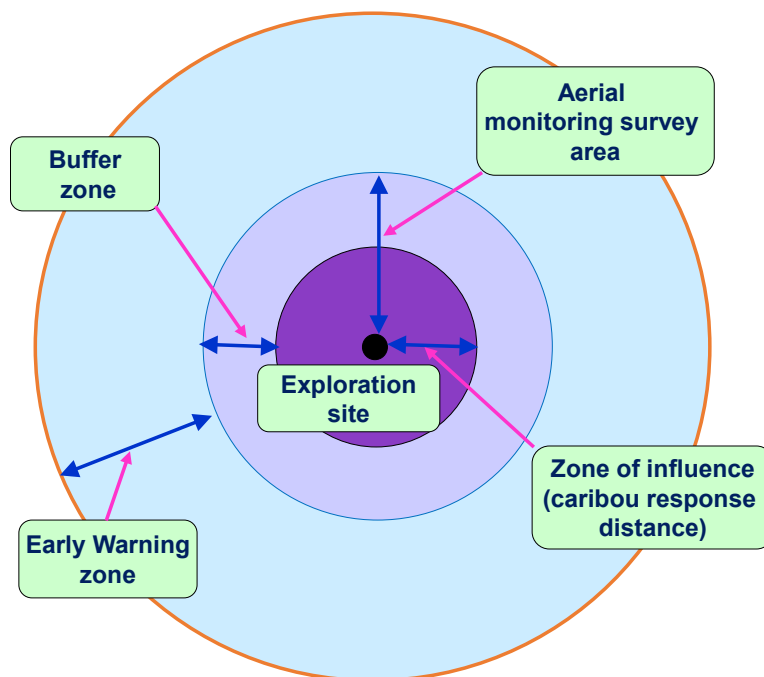 Aerial
monitoring survey
area
Buffer
zone
Exploration
site
Zone of influence
(caribou response
distance)
Early Warning
zone